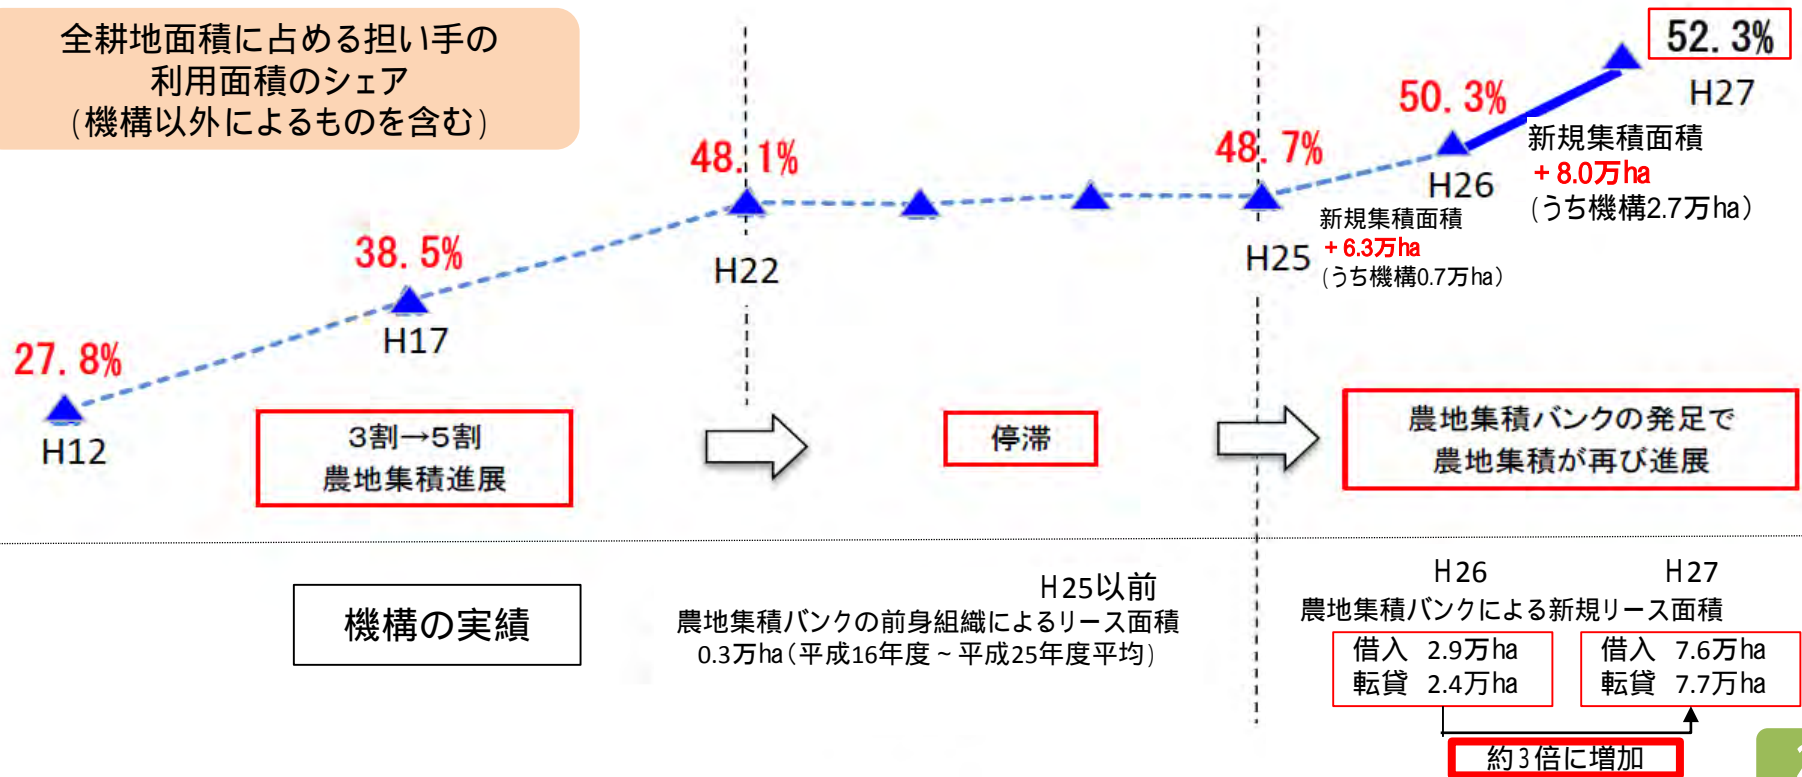 全耕地面積に占める担い手の
利用面積のシェア
(機構以外によるものを含む)
27.8%
H12
38.5%
H17
48.1%
H22
48.7%
H25
新規集積面積
+6.3万ha
(うち機構0.7万ha)
50.3%
H26
新規集積面積
+8.0万ha
(うち機構2.7万ha)
52.3%
H27
3割→5割
農地集積進展
停滞
農地集積バンクの発足で
農地集積が再び進展
機構の実績
H25以前
農地集積バンクの前身組織によるリース面積
0.3万ha(平成16年度~平成25年度平均)
H26 H27
農地集積バンクによる新規リース面積
借入 2.9万ha
転貸 2.4万ha
借入 7.6万ha
転貸 7.7万ha
約3倍に増加